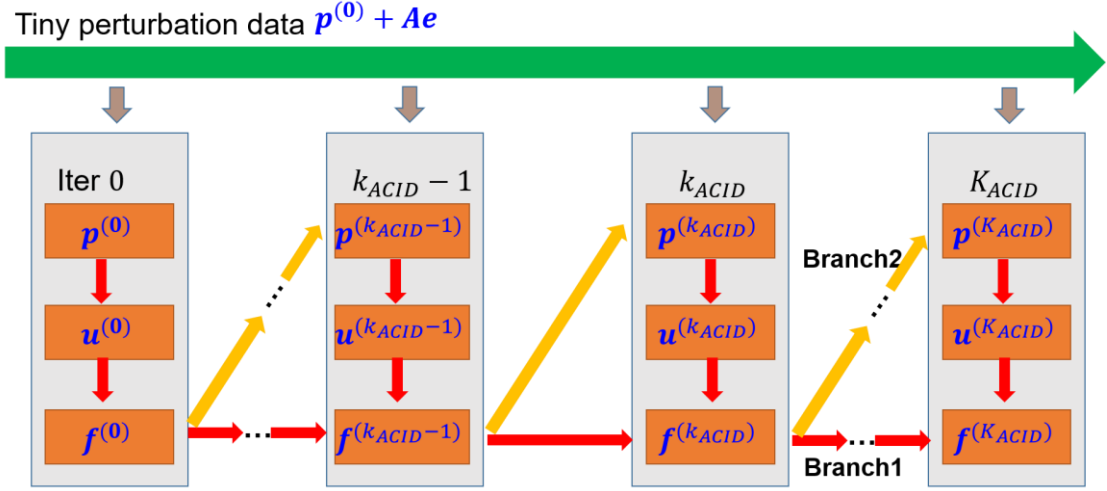 Tiny perturbation data p⁽⁰⁾ + Ae
Iter 0
p⁽⁰⁾
u⁽⁰⁾
f⁽⁰⁾
k_ACID − 1
p^(k_ACID−1)
u^(k_ACID−1)
f^(k_ACID−1)
k_ACID
p^(k_ACID)
u^(k_ACID)
f^(k_ACID)
Branch2
Branch1
K_ACID
p^(K_ACID)
u^(K_ACID)
f^(K_ACID)